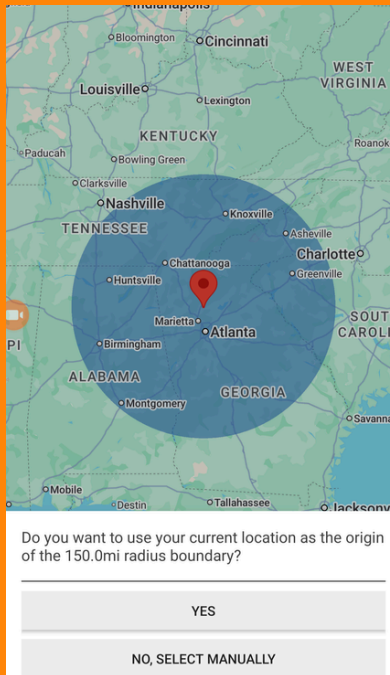 Indianapolis
Bloomington
Cincinnati
WEST
VIRGINIA
Louisville
Lexington
KENTUCKY
Roanok
Paducah
Bowling Green
Clarksville
Nashville
Knoxville
TENNESSEE
Asheville
Charlotte
Chattanooga
Greenville
Huntsville
Marietta
SOUT
Atlanta
CAROLI
PI
Birmingham
ALABAMA
GEORGIA
Montgomery
Savanna
Mobile
Tallahassee
Destin
Jacksonv
Do you want to use your current location as the origin
of the 150.0mi radius boundary?
YES
NO, SELECT MANUALLY